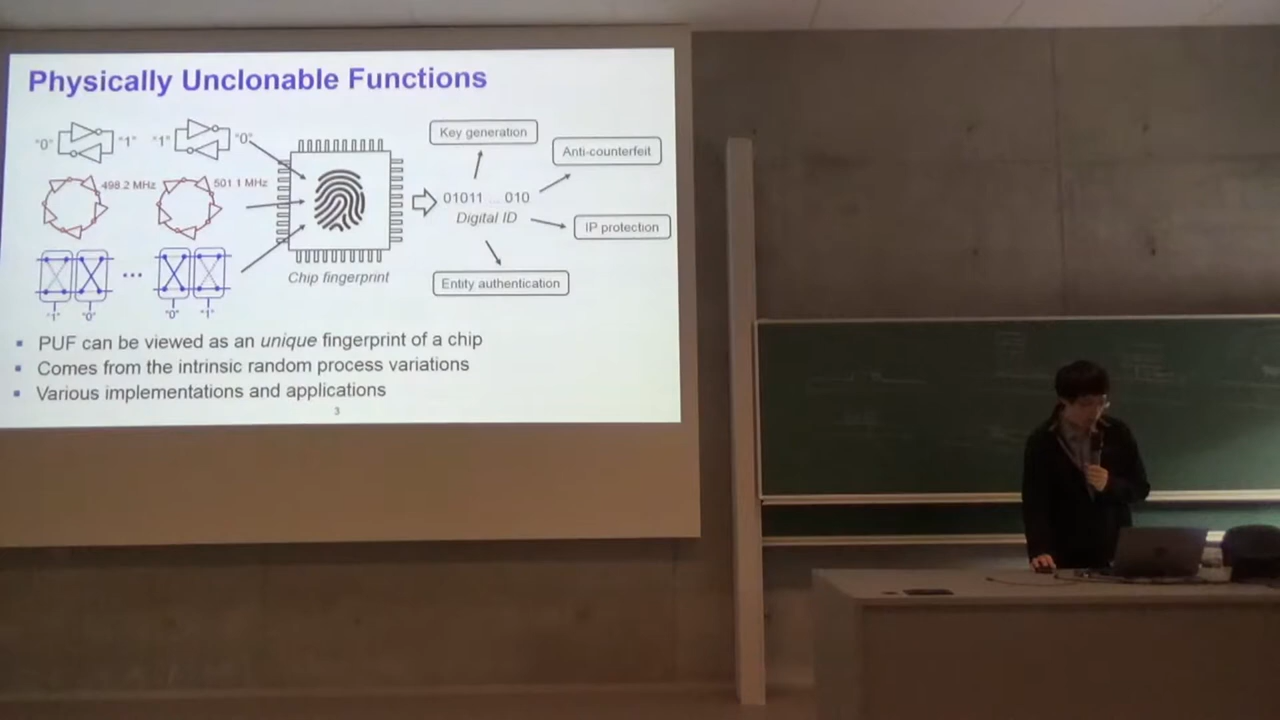 Physically Unclonable Functions
"0" "1" "1" "0"
498.2 MHz 501.1 MHz
...
"1" "0" "0" "1"
Chip fingerprint
01011 ... 010
Digital ID
Key generation
Anti-counterfeit
IP protection
Entity authentication
▪ PUF can be viewed as an unique fingerprint of a chip
▪ Comes from the intrinsic random process variations
▪ Various implementations and applications
3